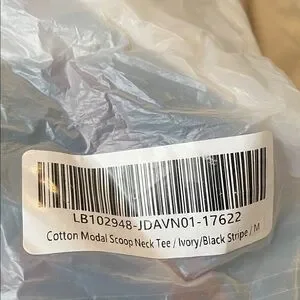 LB102948-JDAVN01-17622
Cotton Modal Scoop Neck Tee / Ivory/Black Stripe / M